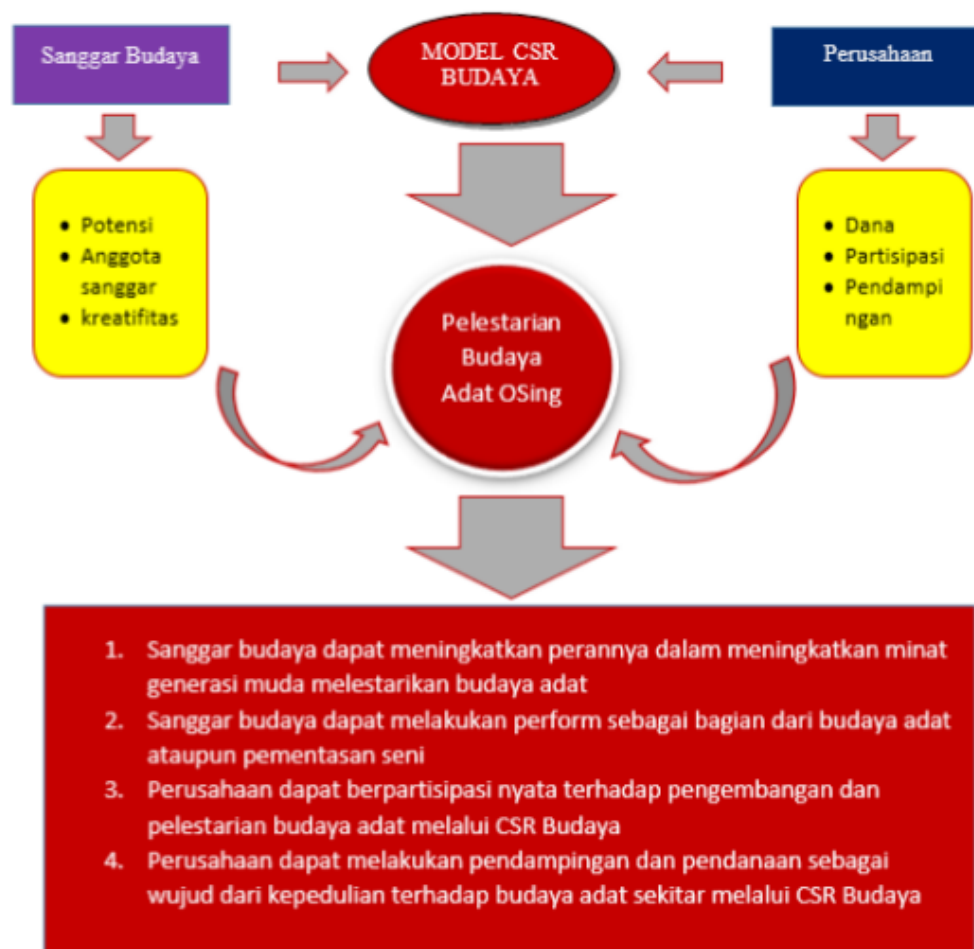 Sanggar Budaya
MODEL CSR
BUDAYA
Perusahaan
• Potensi
• Anggota
sanggar
• kreatifitas
• Dana
• Partisipasi
• Pendampi
ngan
Pelestarian
Budaya
Adat OSing
1. Sanggar budaya dapat meningkatkan perannya dalam meningkatkan minat
generasi muda melestarikan budaya adat
2. Sanggar budaya dapat melakukan perform sebagai bagian dari budaya adat
ataupun pementasan seni
3. Perusahaan dapat berpartisipasi nyata terhadap pengembangan dan
pelestarian budaya adat melalui CSR Budaya
4. Perusahaan dapat melakukan pendampingan dan pendanaan sebagai
wujud dari kepedulian terhadap budaya adat sekitar melalui CSR Budaya